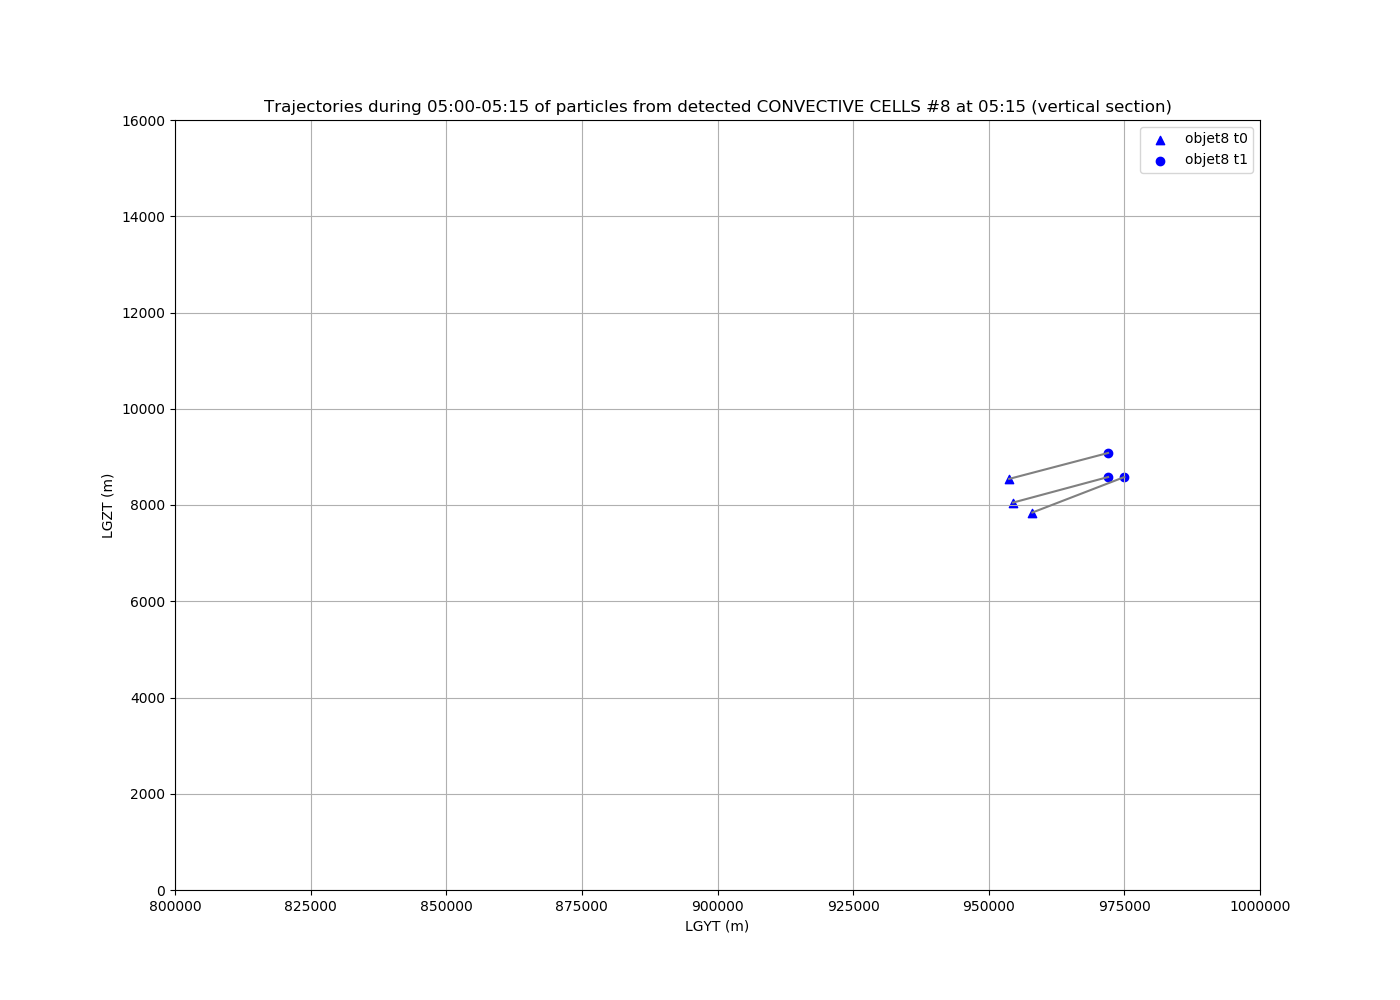 Trajectories during 05:00-05:15 of particles from detected CONVECTIVE CELLS #8 at 05:15 (vertical section)
objet8 t0
objet8 t1
16000
14000
12000
10000
8000
6000
4000
2000
0
LGZT (m)
800000 825000 850000 875000 900000 925000 950000 975000 1000000
LGYT (m)